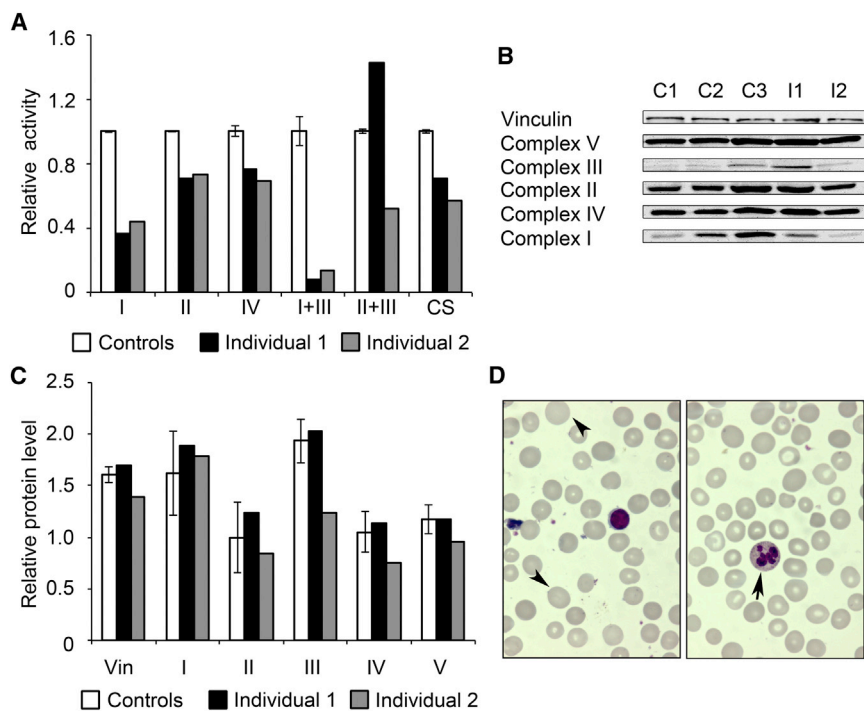 A
1.6
1.2
0.8
0.4
0
Relative activity
I II IV I+III II+III CS
Controls Individual 1 Individual 2
B
C1 C2 C3 I1 I2
Vinculin
Complex V
Complex III
Complex II
Complex IV
Complex I
C
2.5
2.0
1.5
1.0
0.5
0
Relative protein level
Vin I II III IV V
Controls Individual 1 Individual 2
D